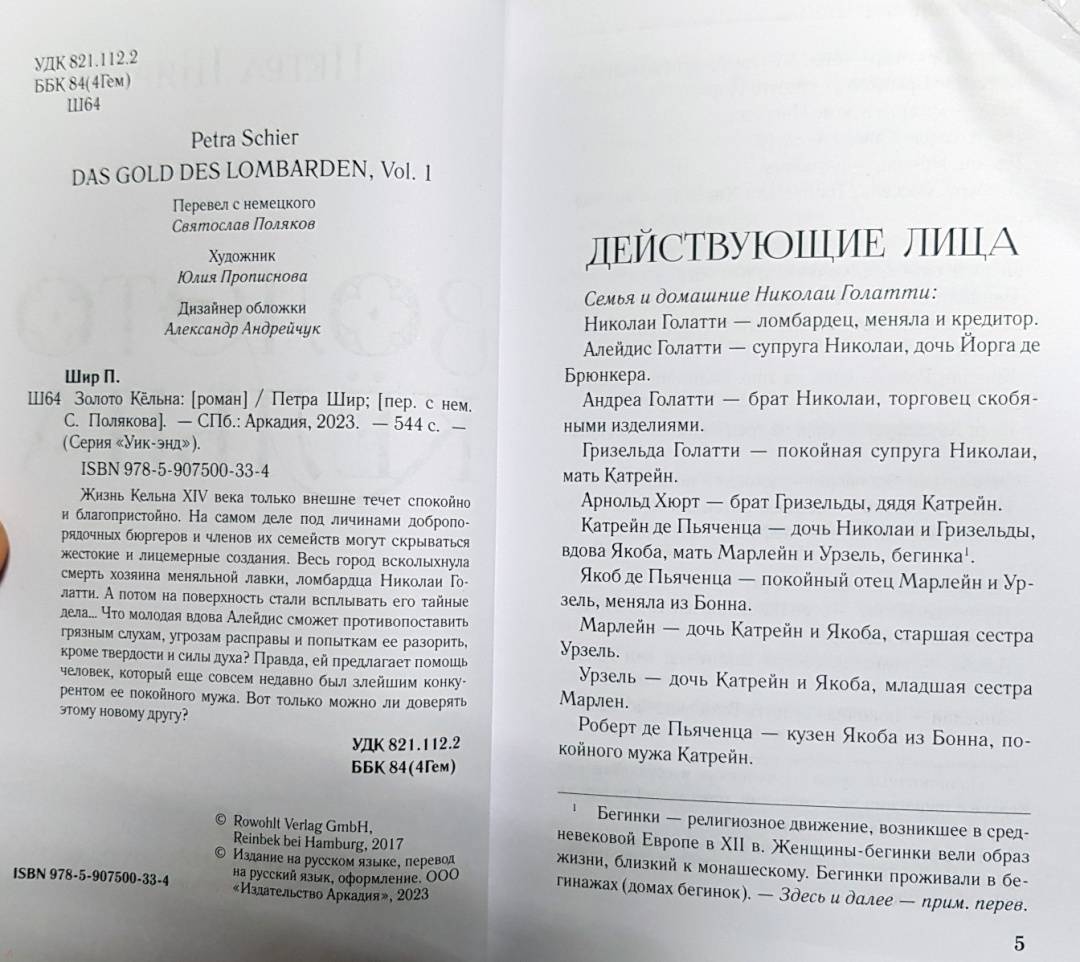 УДК 821.112.2
ББК 84(4Гем)
Ш64
Petra Schier
DAS GOLD DES LOMBARDEN, Vol. 1
Перевел с немецкого
Святослав Поляков
Художник
Юлия Прописнова
Дизайнер обложки
Александр Андрейчук
Шир П.
Ш64 Золото Кёльна: [роман] / Петра Шир; [пер. с нем.
С. Полякова]. — СПб.: Аркадия, 2023. — 544 с. —
(Серия «Уик-энд»).
ISBN 978-5-907500-33-4
Жизнь Кельна XIV века только внешне течет спокойно
и благопристойно. На самом деле под личинами добропо-
рядочных бюргеров и членов их семейств могут скрываться
жестокие и лицемерные создания. Весь город всколыхнула
смерть хозяина меняльной лавки, ломбардца Николаи Го-
латти. А потом на поверхность стали всплывать его тайные
дела... Что молодая вдова Алейдис сможет противопоставить
грязным слухам, угрозам расправы и попыткам ее разорить,
кроме твердости и силы духа? Правда, ей предлагает помощь
человек, который еще совсем недавно был злейшим конку-
рентом ее покойного мужа. Вот только можно ли доверять
этому новому другу?
УДК 821.112.2
ББК 84(4Гем)
© Rowohlt Verlag GmbH,
Reinbek bei Hamburg, 2017
© Издание на русском языке, перевод
на русский язык, оформление. ООО
«Издательство Аркадия», 2023
ISBN 978-5-907500-33-4
ДЕЙСТВУЮЩИЕ ЛИЦА
Семья и домашние Николаи Голатти:
Николаи Голатти — ломбардец, меняла и кредитор.
Алейдис Голатти — супруга Николаи, дочь Йорга де
Брюнкера.
Андреа Голатти — брат Николаи, торговец скобя-
ными изделиями.
Гризельда Голатти — покойная супруга Николаи,
мать Катрейн.
Арнольд Хюрт — брат Гризельды, дядя Катрейн.
Катрейн де Пьяченца — дочь Николаи и Гризельды,
вдова Якоба, мать Марлейн и Урзель, бегинка¹.
Якоб де Пьяченца — покойный отец Марлейн и Ур-
зель, меняла из Бонна.
Марлейн — дочь Катрейн и Якоба, старшая сестра
Урзель.
Урзель — дочь Катрейн и Якоба, младшая сестра
Марлен.
Роберт де Пьяченца — кузен Якоба из Бонна, по-
койного мужа Катрейн.
¹ Бегинки — религиозное движение, возникшее в сред-
невековой Европе в XII в. Женщины-бегинки вели образ
жизни, близкий к монашескому. Бегинки проживали в бе-
гинажах (домах бегинок). — Здесь и далее — прим. перев.
5